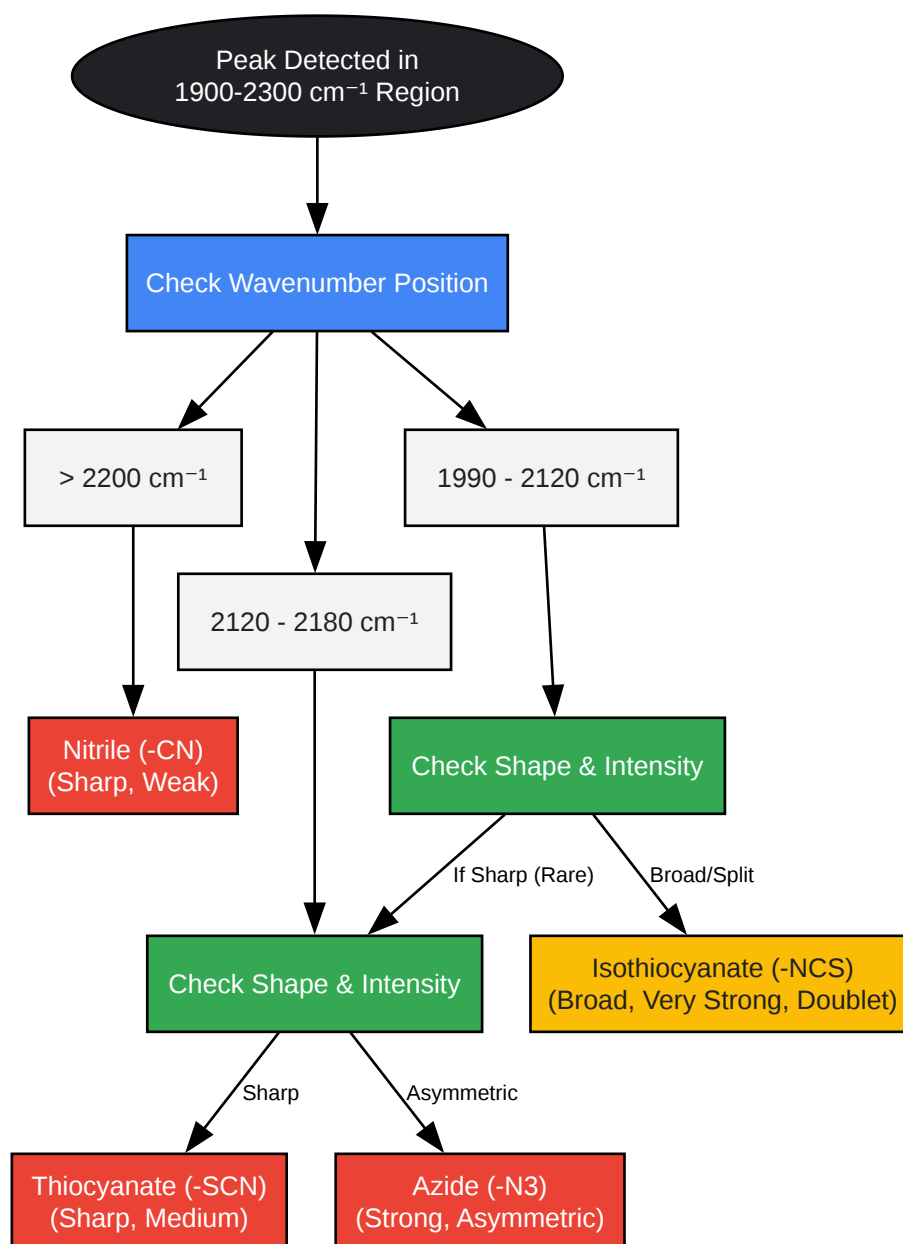 Peak Detected in
1900-2300 cm⁻¹ Region
Check Wavenumber Position
> 2200 cm⁻¹
1990 - 2120 cm⁻¹
2120 - 2180 cm⁻¹
Nitrile (-CN)
(Sharp, Weak)
Check Shape & Intensity
If Sharp (Rare)
Broad/Split
Check Shape & Intensity
Isothiocyanate (-NCS)
(Broad, Very Strong, Doublet)
Sharp
Asymmetric
Thiocyanate (-SCN)
(Sharp, Medium)
Azide (-N3)
(Strong, Asymmetric)